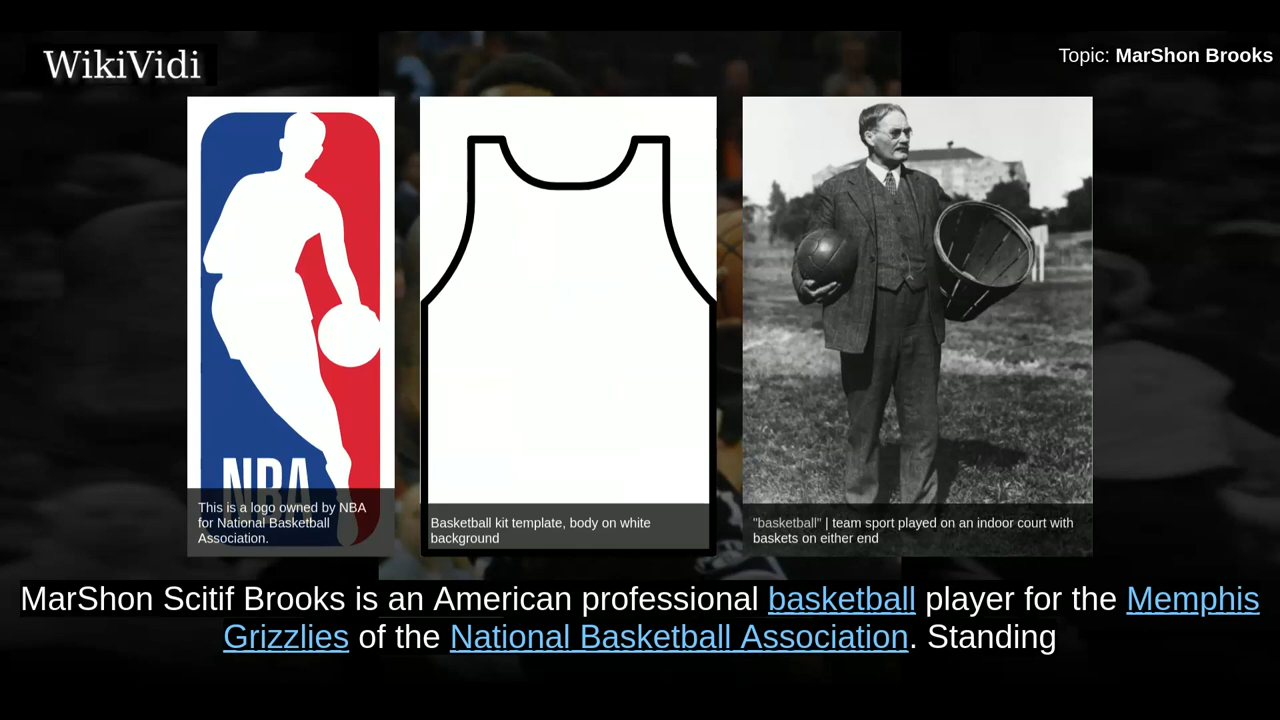 WikiVidi
Topic: MarShon Brooks
NBA
This is a logo owned by NBA
for National Basketball
Association.
Basketball kit template, body on white
background
"basketball" | team sport played on an indoor court with
baskets on either end
MarShon Scitif Brooks is an American professional basketball player for the Memphis
Grizzlies of the National Basketball Association. Standing